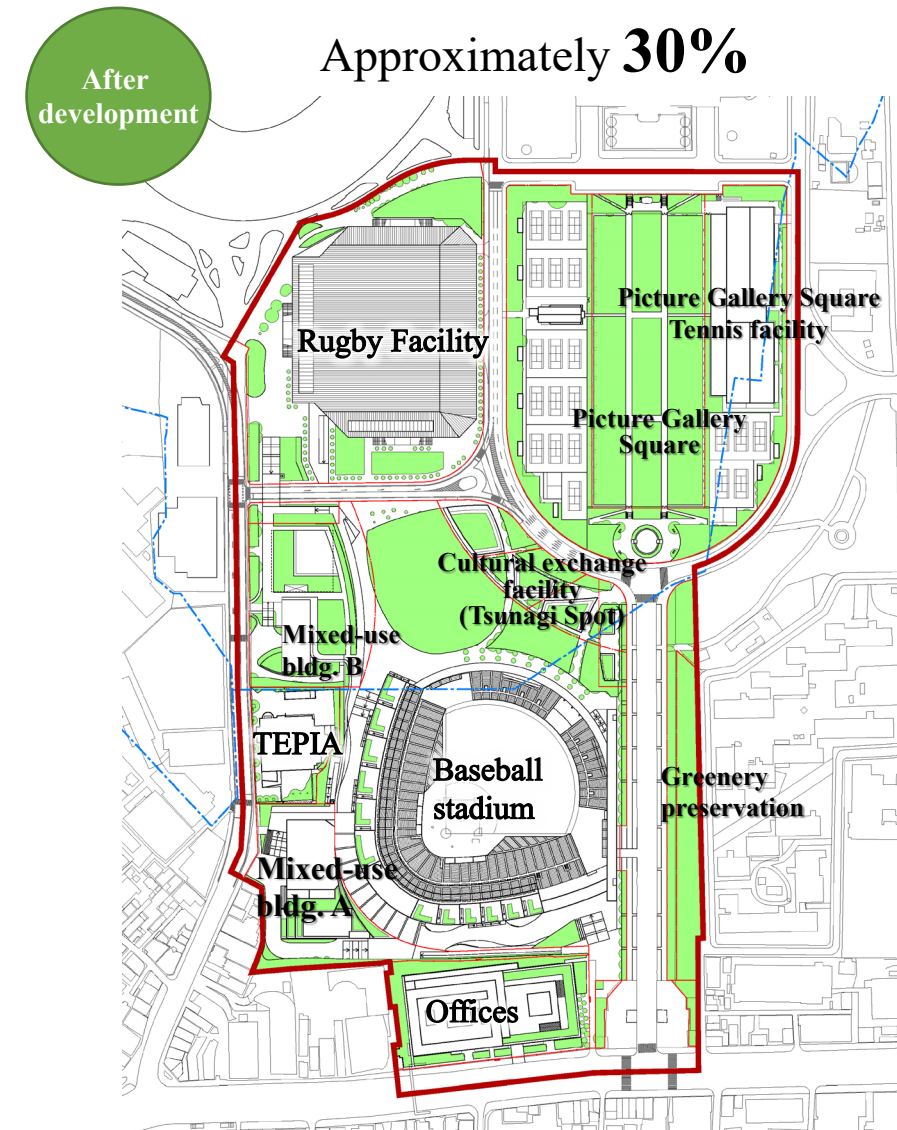 Approximately 30%
After
development
Picture Gallery Square
Tennis facility
Rugby Facility
Picture Gallery
Square
Cultural exchange
facility
(Tsunagi Spot)
Mixed-use
bldg. B
TEPIA
Baseball
stadium
Greenery
preservation
Mixed-use
bldg. A
Offices